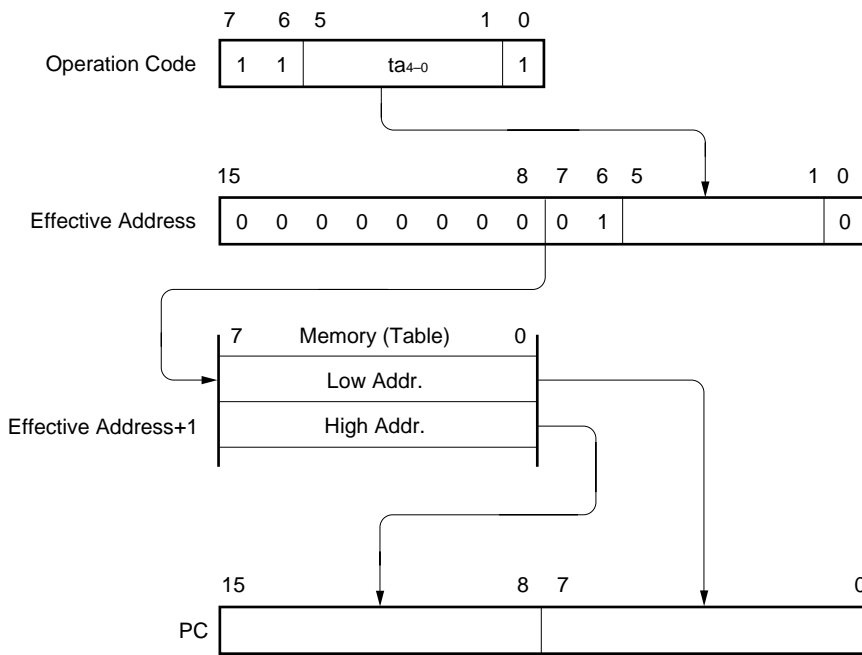 7 6 5 1 0
Operation Code 1 1 ta4–0 1
15 8 7 6 5 1 0
Effective Address 0 0 0 0 0 0 0 0 0 1 0
7 Memory (Table) 0
Low Addr.
Effective Address+1 High Addr.
15 8 7 0
PC